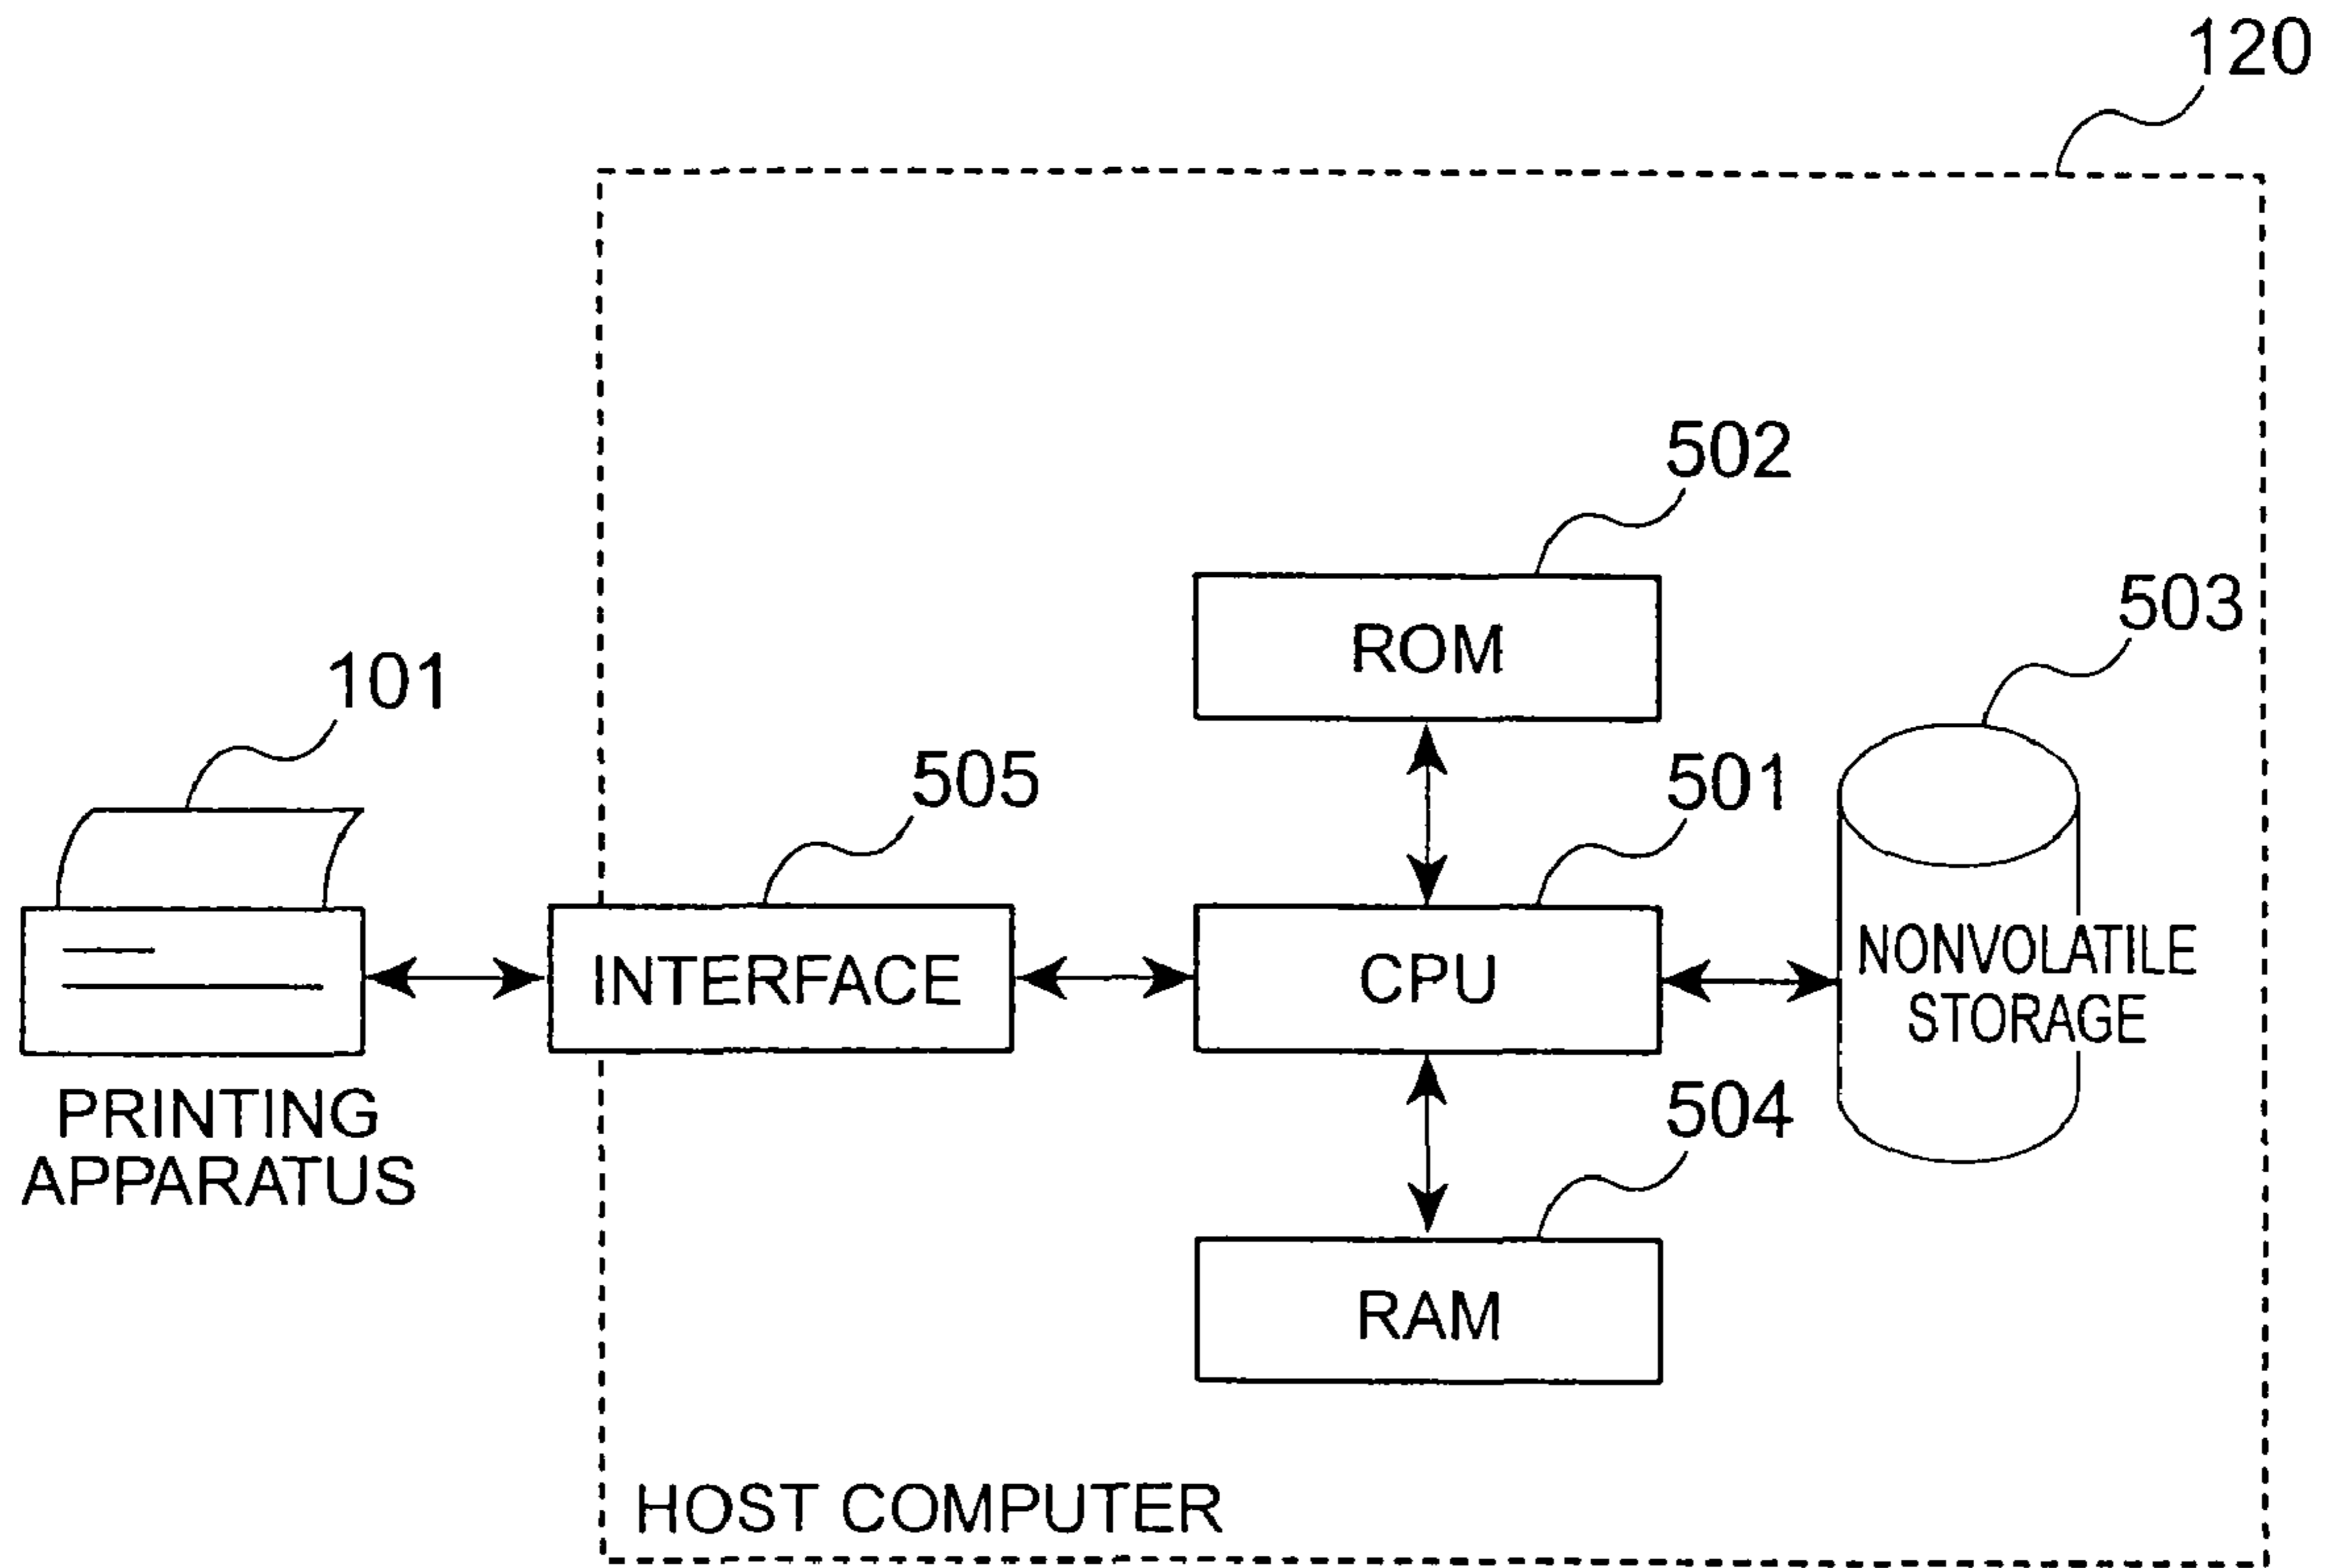 120
502
ROM
503
101
505
501
INTERFACE
CPU
NONVOLATILE
STORAGE
504
PRINTING
APPARATUS
RAM
HOST COMPUTER